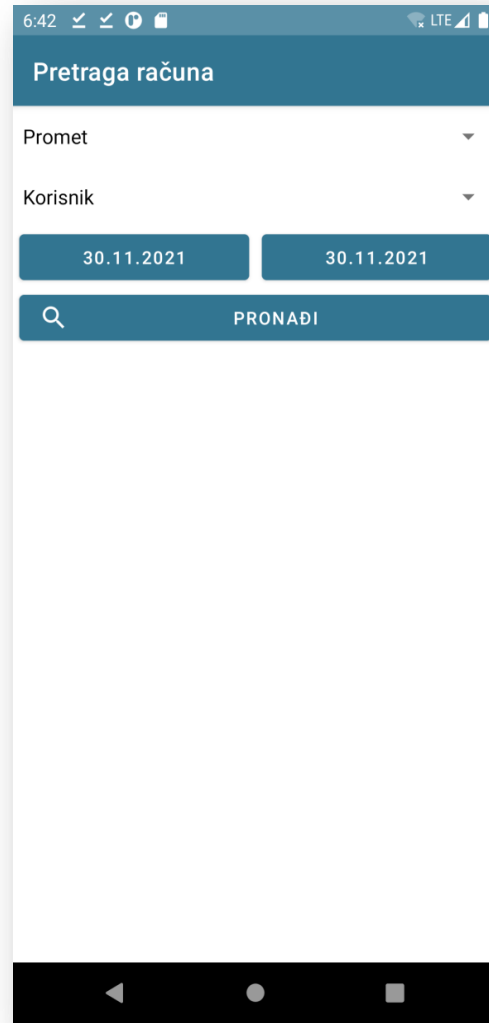 6:42 LTE
Pretraga računa
Promet
Korisnik
30.11.2021 30.11.2021
PRONAĐI